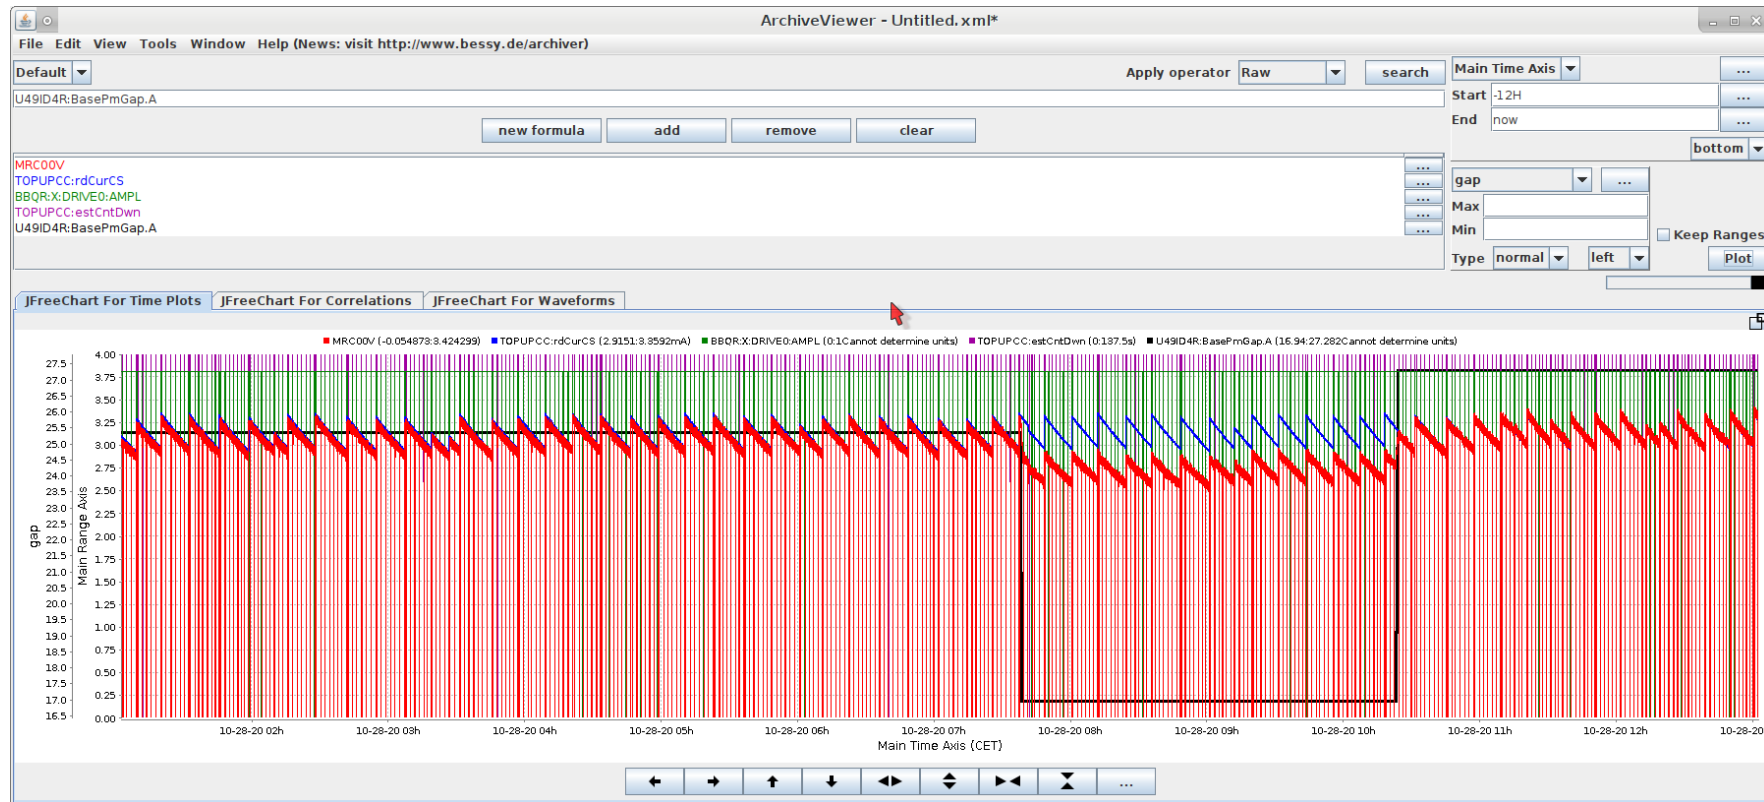 ArchiveViewer - Untitled.xml*
File Edit View Tools Window Help (News: visit http://www.bessy.de/archiver)
Default
Apply operator Raw search
U49ID4R:BasePmGap.A
new formula add remove clear
MRC00V ...
TOPUPCC:rdCurCS ...
BBQR:X:DRIVE0:AMPL ...
TOPUPCC:estCntDwn ...
U49ID4R:BasePmGap.A ...
Main Time Axis ...
Start -12H ...
End now ...
bottom
gap ...
Max
Min
Keep Ranges
Type normal left Plot
JFreeChart For Time Plots JFreeChart For Correlations JFreeChart For Waveforms
MRC00V (-0.054873:3.424299) TOPUPCC:rdCurCS (2.9151:3.3592mA) BBQR:X:DRIVE0:AMPL (0:1Cannot determine units) TOPUPCC:estCntDwn (0:137.5s) U49ID4R:BasePmGap.A (16.94:27.282Cannot determine units)
gap
27.5
27.0
26.5
26.0
25.5
25.0
24.5
24.0
23.5
23.0
22.5
22.0
21.5
21.0
20.5
20.0
19.5
19.0
18.5
18.0
17.5
17.0
16.5
Main Range Axis
4.00
3.75
3.50
3.25
3.00
2.75
2.50
2.25
2.00
1.75
1.50
1.25
1.00
0.75
0.50
0.25
0.00
10-28-20 02h 10-28-20 03h 10-28-20 04h 10-28-20 05h 10-28-20 06h 10-28-20 07h 10-28-20 08h 10-28-20 09h 10-28-20 10h 10-28-20 11h 10-28-20 12h 10-28-20
Main Time Axis (CET)
...